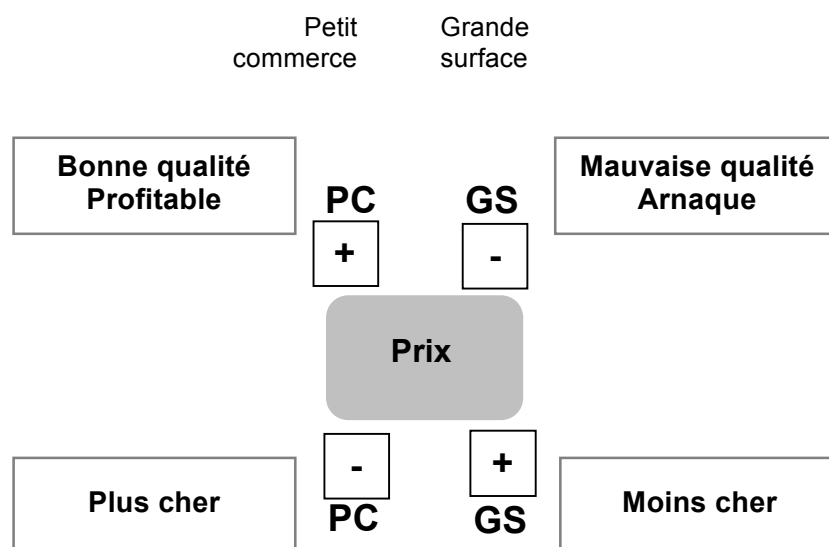 Petit
commerce
Grande
surface
Bonne qualité
Profitable
PC
+
GS
-
Mauvaise qualité
Arnaque
Prix
Plus cher
-
PC
+
GS
Moins cher